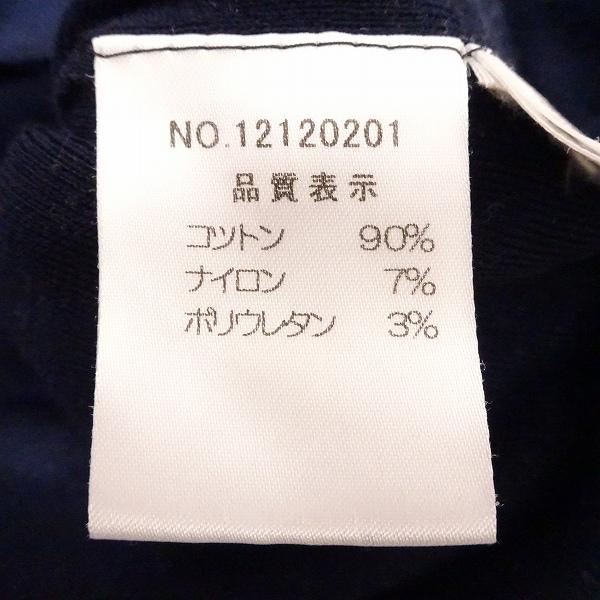 NO.12120201
品質表示
コットン 90%
ナイロン 7%
ポリウレタン 3%